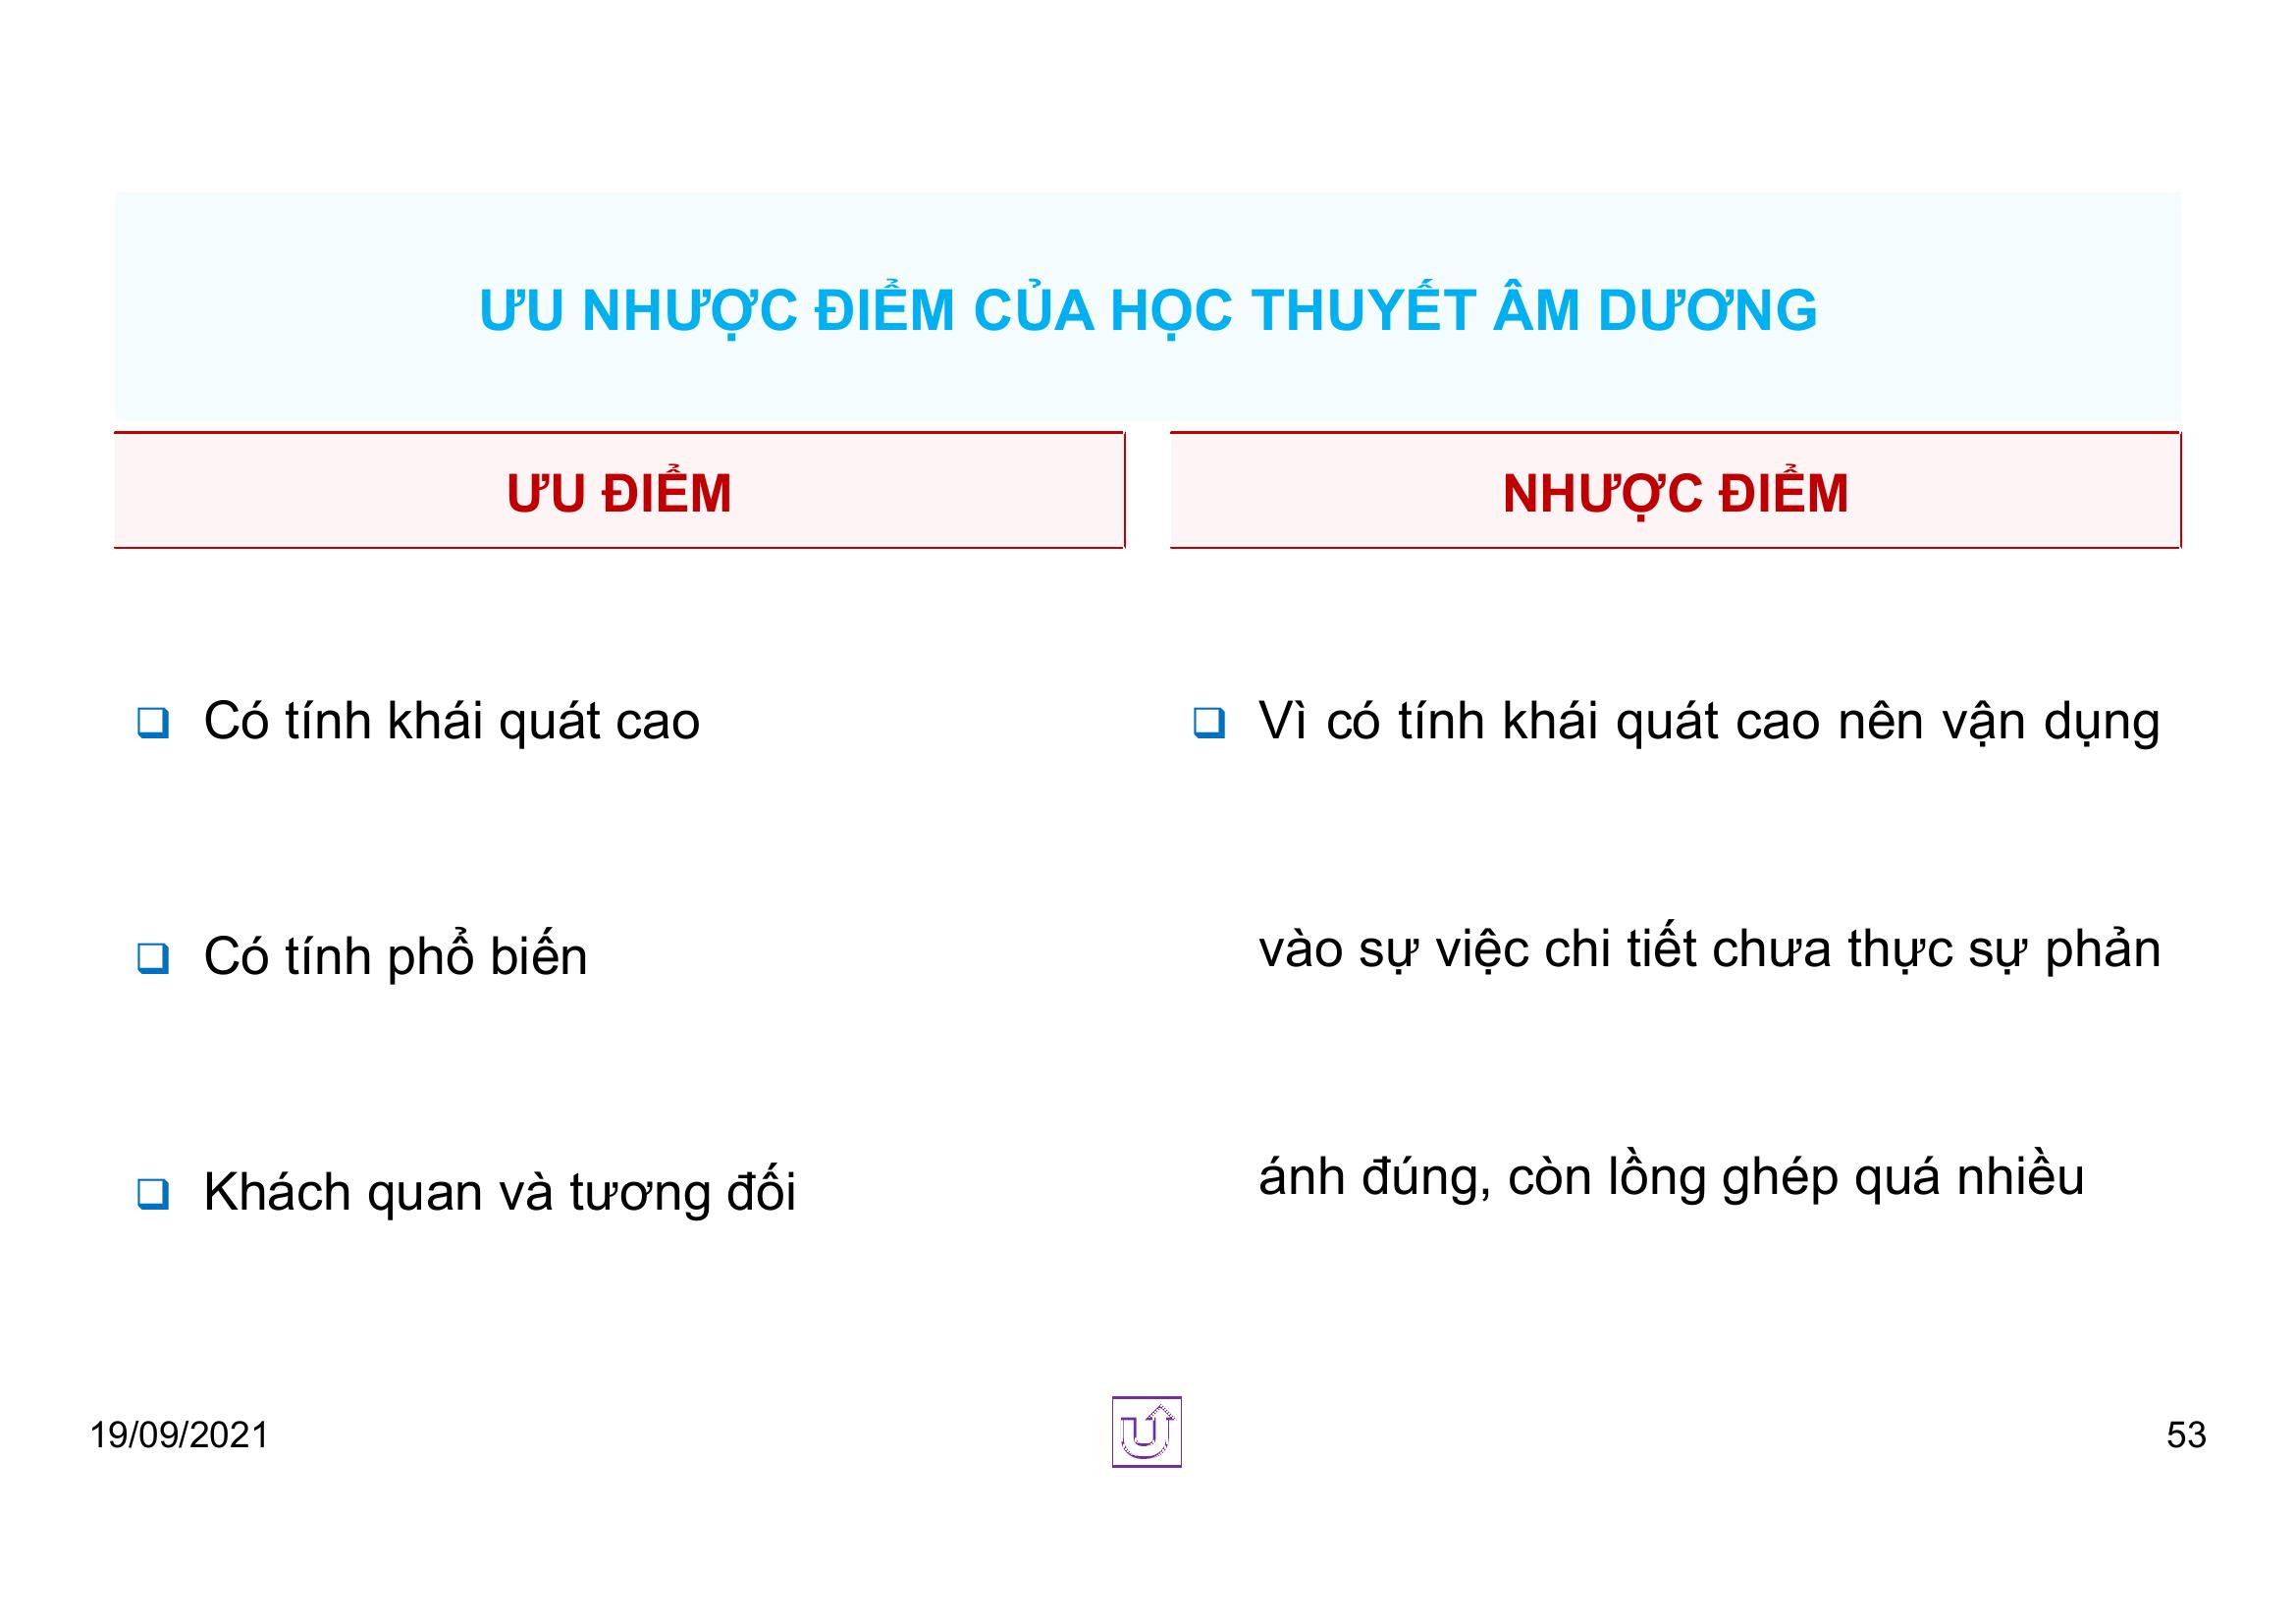 ƯU NHƯỢC ĐIỂM CỦA HỌC THUYẾT ÂM DƯƠNG
ƯU ĐIỂM
Có tính khái quát cao
Có tính phổ biến
Khách quan và tương đối
NHƯỢC ĐIỂM
Vì có tính khái quát cao nên vận dụng
vào sự việc chi tiết chưa thực sự phản
ánh đúng, còn lồng ghép quá nhiều
19/09/2021
53